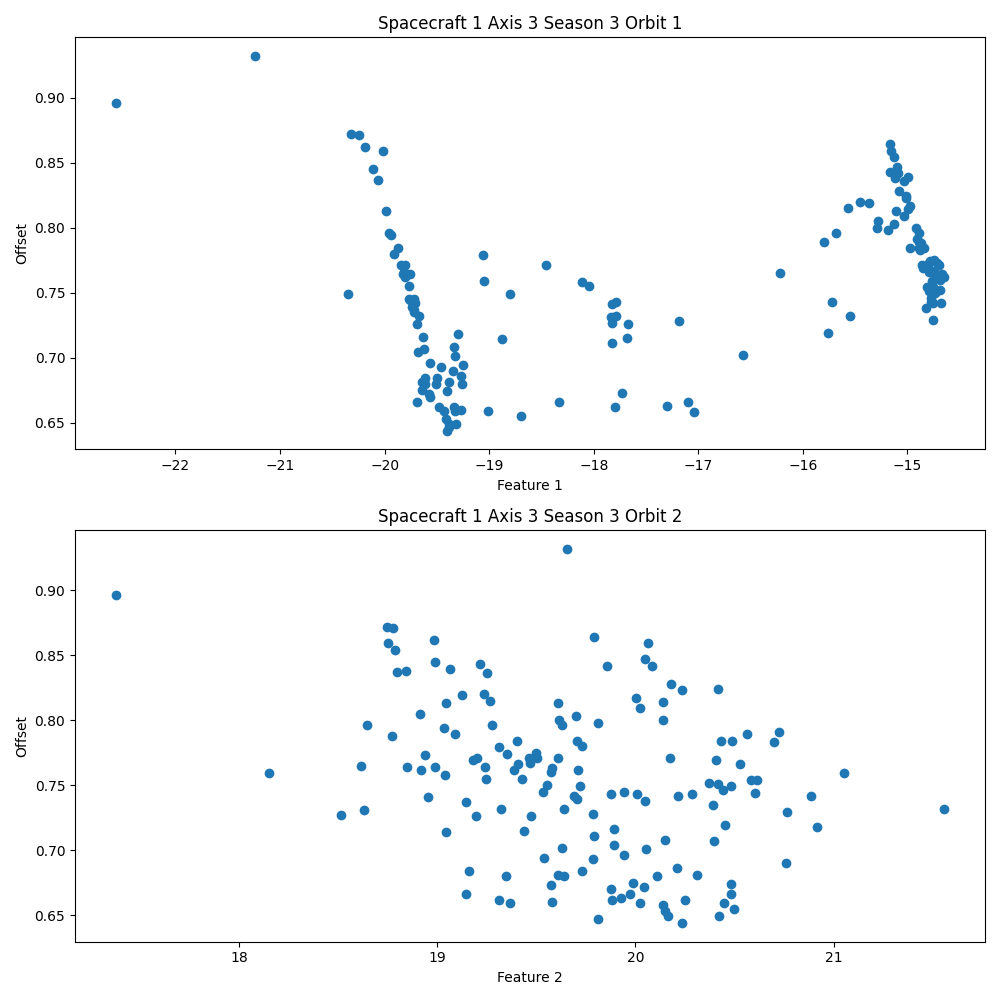 Spacecraft 1 Axis 3 Season 3 Orbit 1
0.90
0.85
0.80
0.75
0.70
0.65
Offset
−22 −21 −20 −19 −18 −17 −16 −15
Feature 1
Spacecraft 1 Axis 3 Season 3 Orbit 2
0.90
0.85
0.80
0.75
0.70
0.65
Offset
18 19 20 21
Feature 2